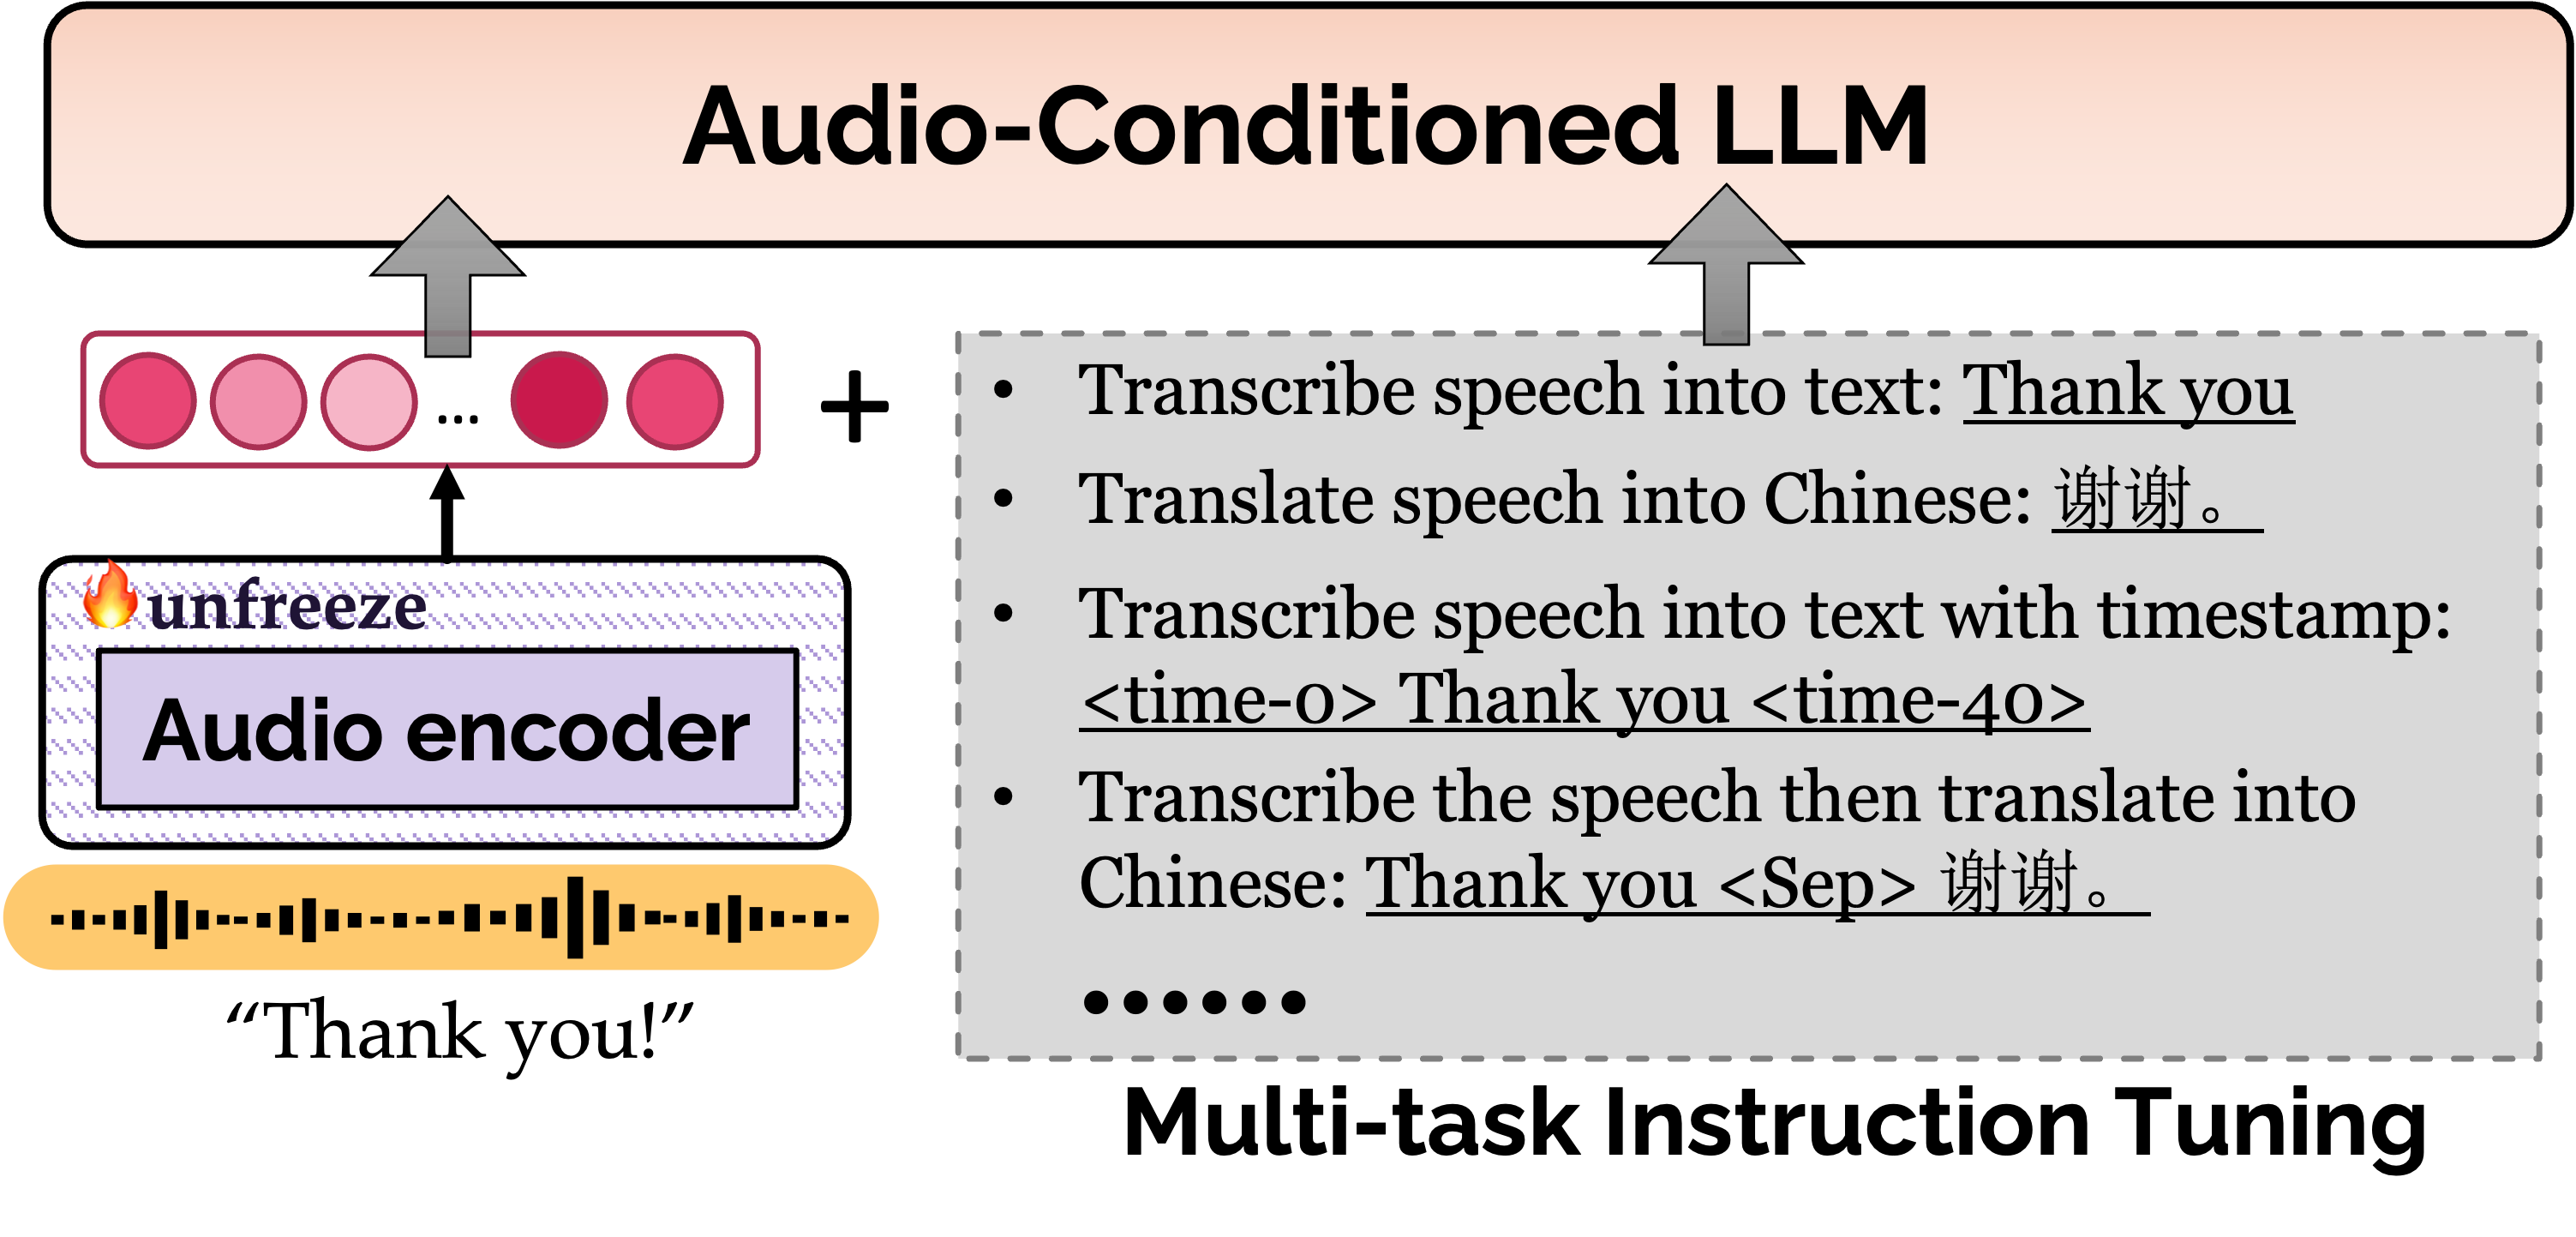 Audio-Conditioned LLM
...
+
• Transcribe speech into text: Thank you
• Translate speech into Chinese: 谢谢。
• Transcribe speech into text with timestamp:
<time-0> Thank you <time-40>
• Transcribe the speech then translate into
Chinese: Thank you <Sep> 谢谢。
••••••
unfreeze
Audio encoder
“Thank you!”
Multi-task Instruction Tuning